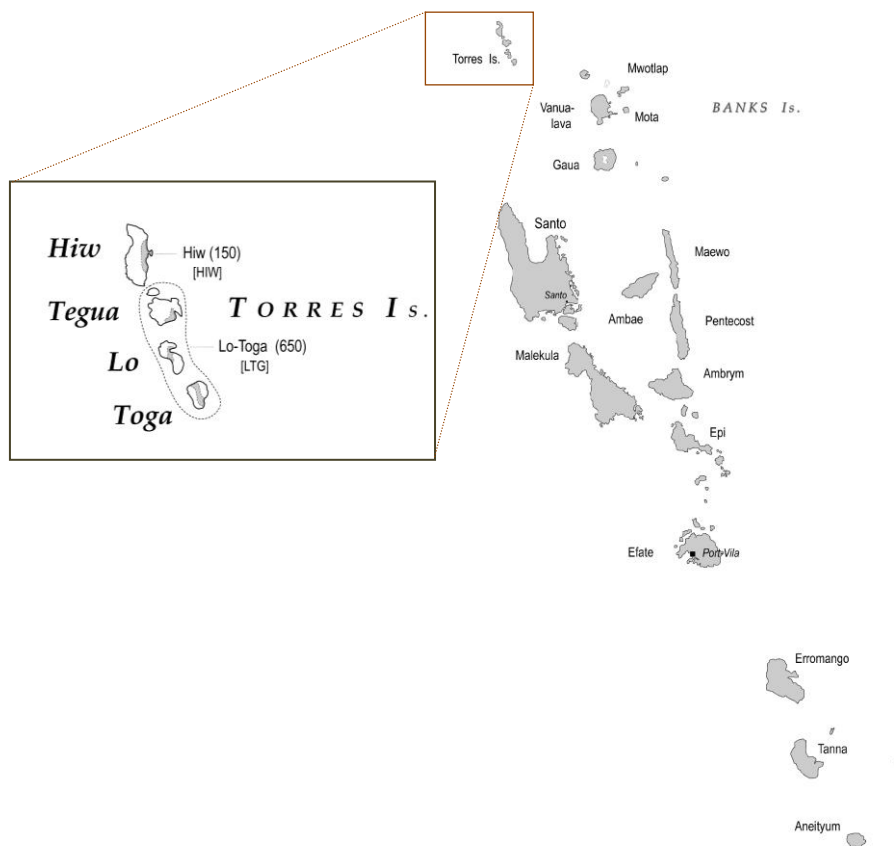 Torres Is.
Mwotlap
Vanua-
lava
Mota
BANKS Is.
Gaua
Santo
Santo
Maewo
Ambae
Pentecost
Malekula
Ambrym
Epi
Efate
Port-Vila
Erromango
Tanna
Aneityum
Hiw
Hiw (150)
[HIW]
Tegua
TORRES Is.
Lo
Lo-Toga (650)
[LTG]
Toga